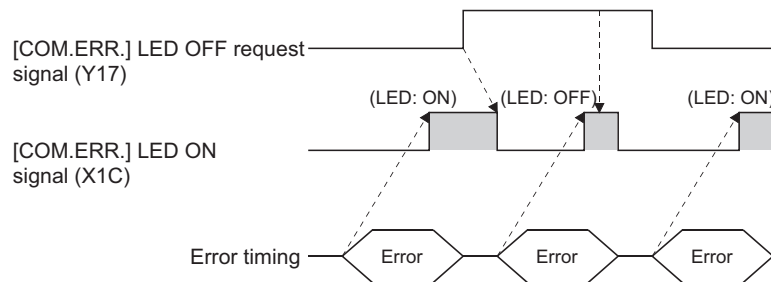 [COM.ERR.] LED OFF request
signal (Y17)
(LED: ON) (LED: OFF) (LED: ON)
[COM.ERR.] LED ON
signal (X1C)
Error timing Error Error Error